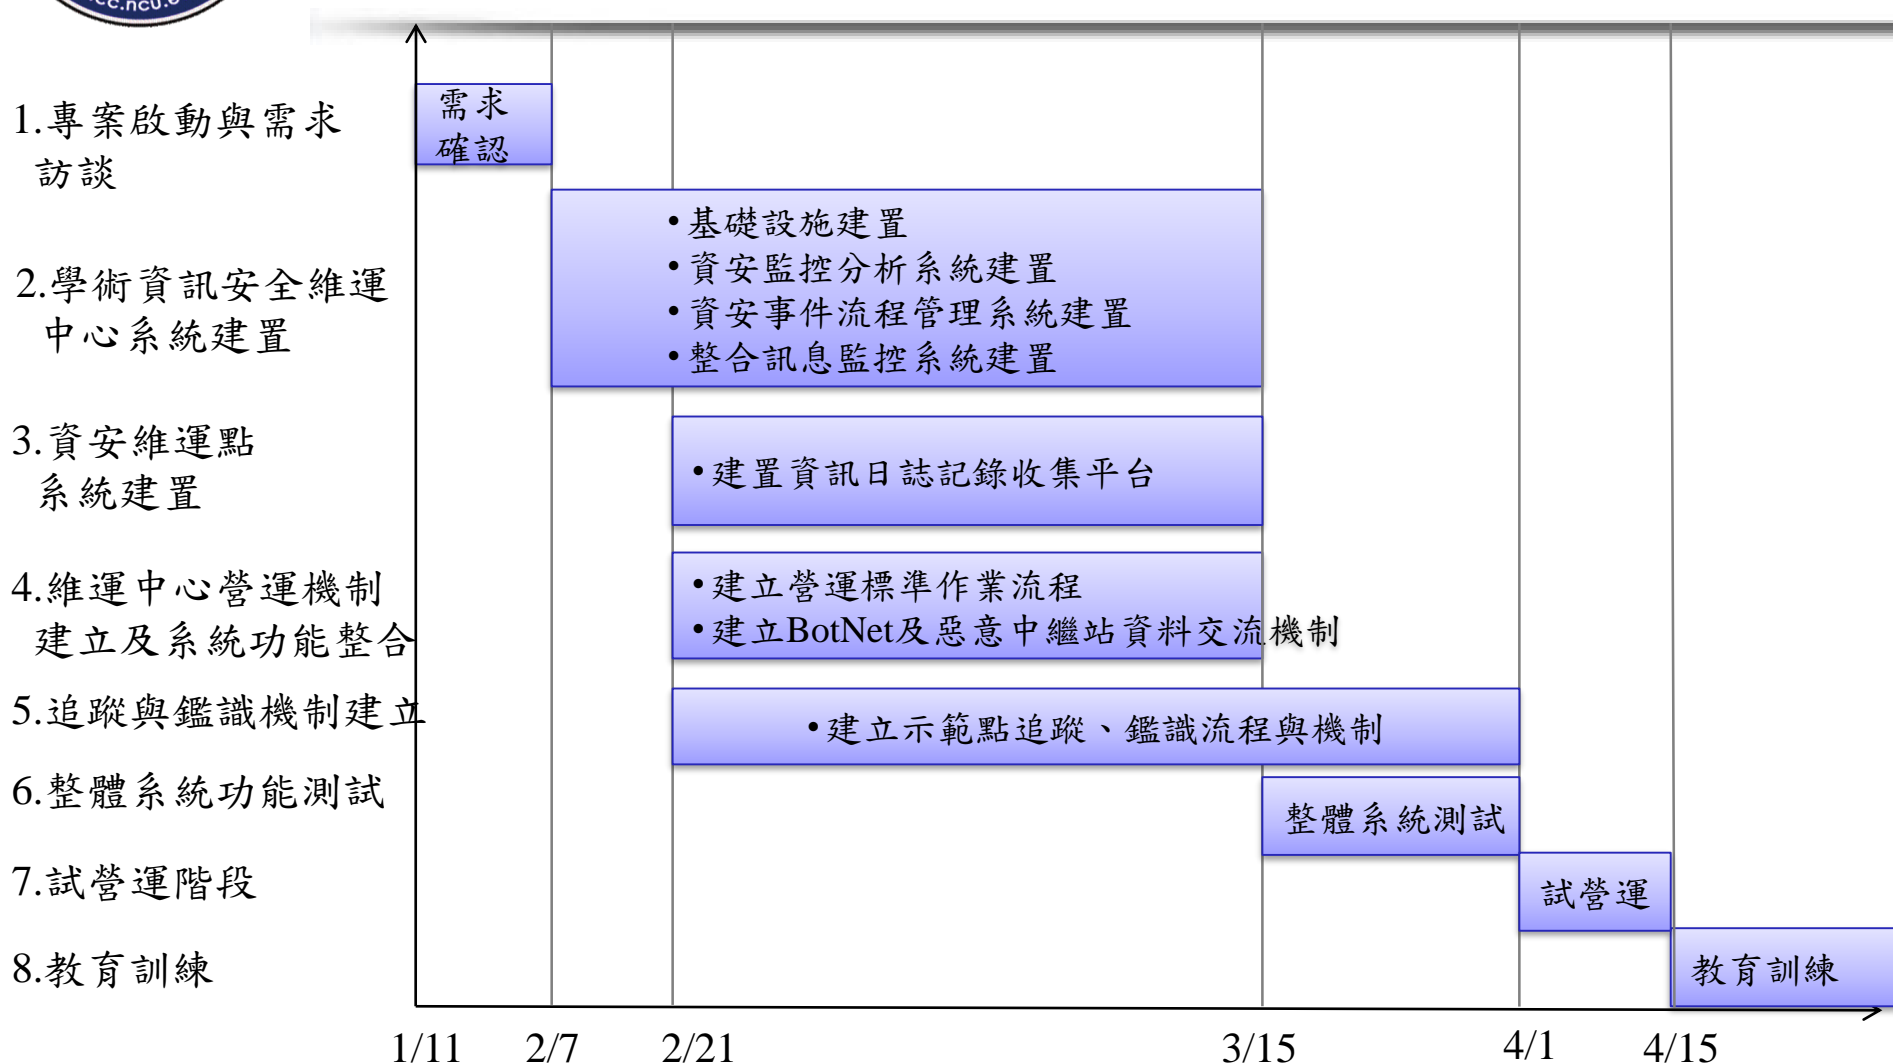 cc.ncu.
1.專案啟動與需求
訪談
需求
確認
2.學術資訊安全維運
中心系統建置
•基礎設施建置
•資安監控分析系統建置
•資安事件流程管理系統建置
•整合訊息監控系統建置
3.資安維運點
系統建置
•建置資訊日誌記錄收集平台
4.維運中心營運機制
建立及系統功能整合
•建立營運標準作業流程
•建立BotNet及惡意中繼站資料交流機制
5.追蹤與鑑識機制建立
•建立示範點追蹤、鑑識流程與機制
6.整體系統功能測試
整體系統測試
7.試營運階段
試營運
8.教育訓練
教育訓練
1/11 2/7 2/21 3/15 4/1 4/15